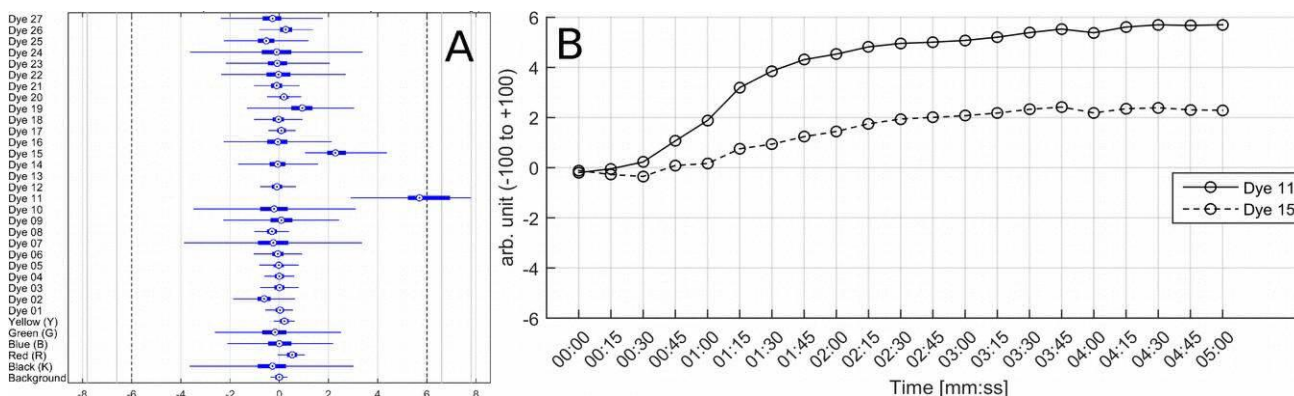 Dye 27
Dye 26
Dye 25
Dye 24
Dye 23
Dye 22
Dye 21
Dye 20
Dye 19
Dye 18
Dye 17
Dye 16
Dye 15
Dye 14
Dye 13
Dye 12
Dye 11
Dye 10
Dye 09
Dye 08
Dye 07
Dye 06
Dye 05
Dye 04
Dye 03
Dye 02
Dye 01
Yellow (Y)
Green (G)
Blue (B)
Red (R)
Black (K)
Background
-8 -6 -4 -2 0 2 4 6 8
A
B
arb. unit (-100 to +100)
6
4
2
0
-2
-4
-6
Dye 11
Dye 15
00:00 00:15 00:30 00:45 01:00 01:15 01:30 01:45 02:00 02:15 02:30 02:45 03:00 03:15 03:30 03:45 04:00 04:15 04:30 04:45 05:00
Time [mm:ss]